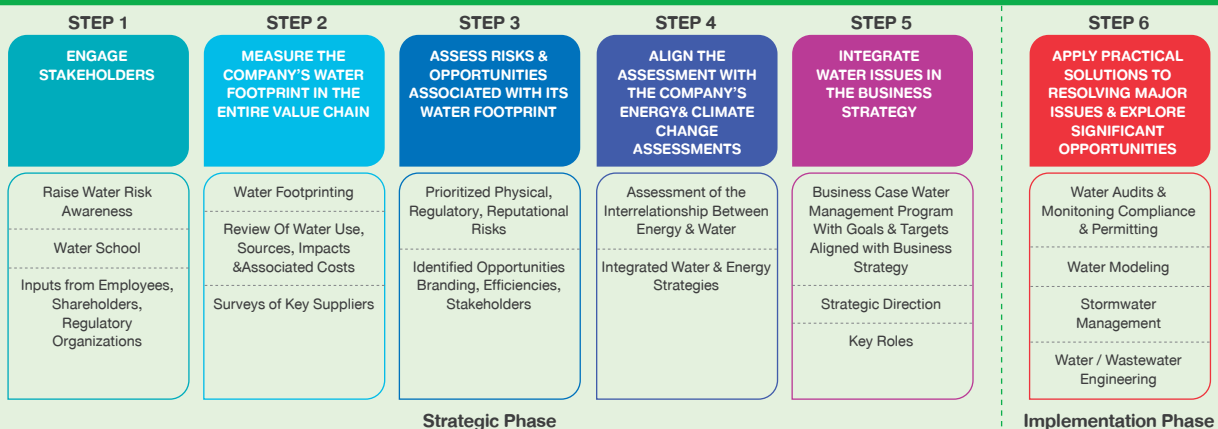 STEP 1
ENGAGE
STAKEHOLDERS
Raise Water Risk
Awareness
Water School
Inputs from Employees,
Shareholders,
Regulatory
Organizations
STEP 2
MEASURE THE
COMPANY'S WATER
FOOTPRINT IN THE
ENTIRE VALUE CHAIN
Water Footprinting
Review Of Water Use,
Sources, Impacts
&Associated Costs
Surveys of Key Suppliers
STEP 3
ASSESS RISKS &
OPPORTUNITIES
ASSOCIATED WITH ITS
WATER FOOTPRINT
Prioritized Physical,
Regulatory, Reputational
Risks
Identified Opportunities
Branding, Efficiencies,
Stakeholders
STEP 4
ALIGN THE
ASSESSMENT WITH
THE COMPANY'S
ENERGY& CLIMATE
CHANGE
ASSESSMENTS
Assessment of the
Interrelationship Between
Energy & Water
Integrated Water & Energy
Strategies
STEP 5
INTEGRATE
WATER ISSUES IN
THE BUSINESS
STRATEGY
Business Case Water
Management Program
With Goals & Targets
Aligned with Business
Strategy
Strategic Direction
Key Roles
Strategic Phase
STEP 6
APPLY PRACTICAL
SOLUTIONS TO
RESOLVING MAJOR
ISSUES & EXPLORE
SIGNIFICANT
OPPORTUNITIES
Water Audits &
Monitoning Compliance
& Permitting
Water Modeling
Stormwater
Management
Water / Wastewater
Engineering
Implementation Phase